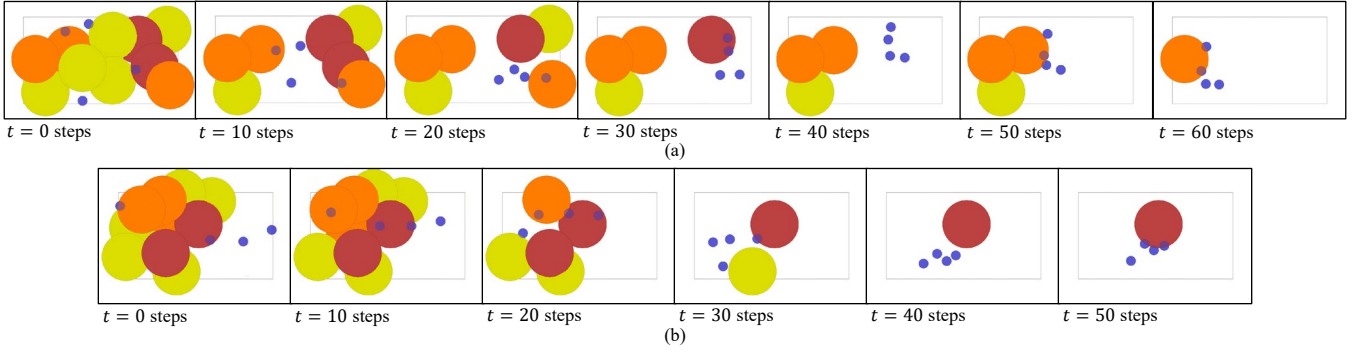 t = 0 steps t = 10 steps t = 20 steps t = 30 steps t = 40 steps t = 50 steps t = 60 steps
(a)
t = 0 steps t = 10 steps t = 20 steps t = 30 steps t = 40 steps t = 50 steps
(b)